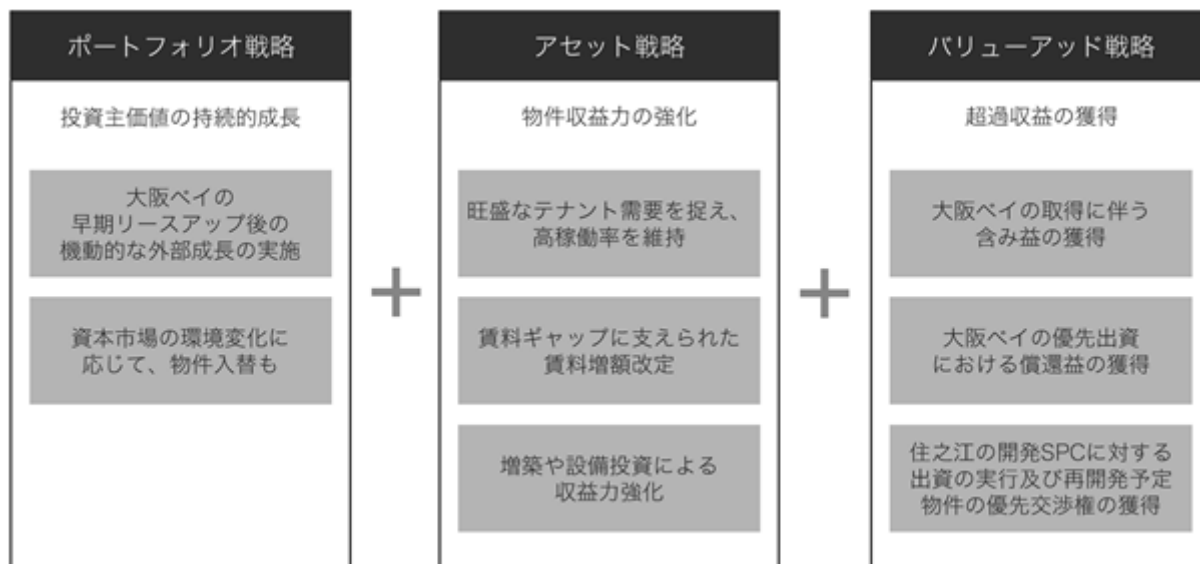 ポートフォリオ戦略
投資主価値の持続的成長
大阪ベイの
早期リースアップ後の
機動的な外部成長の実施
資本市場の環境変化に
応じて、物件入替も
+
アセット戦略
物件収益力の強化
旺盛なテナント需要を捉え、
高稼働率を維持
賃料ギャップに支えられた
賃料増額改定
増築や設備投資による
収益力強化
+
バリューアッド戦略
超過収益の獲得
大阪ベイの取得に伴う
含み益の獲得
大阪ベイの優先出資
における償還益の獲得
住之江の開発SPCに対する
出資の実行及び再開発予定
物件の優先交渉権の獲得